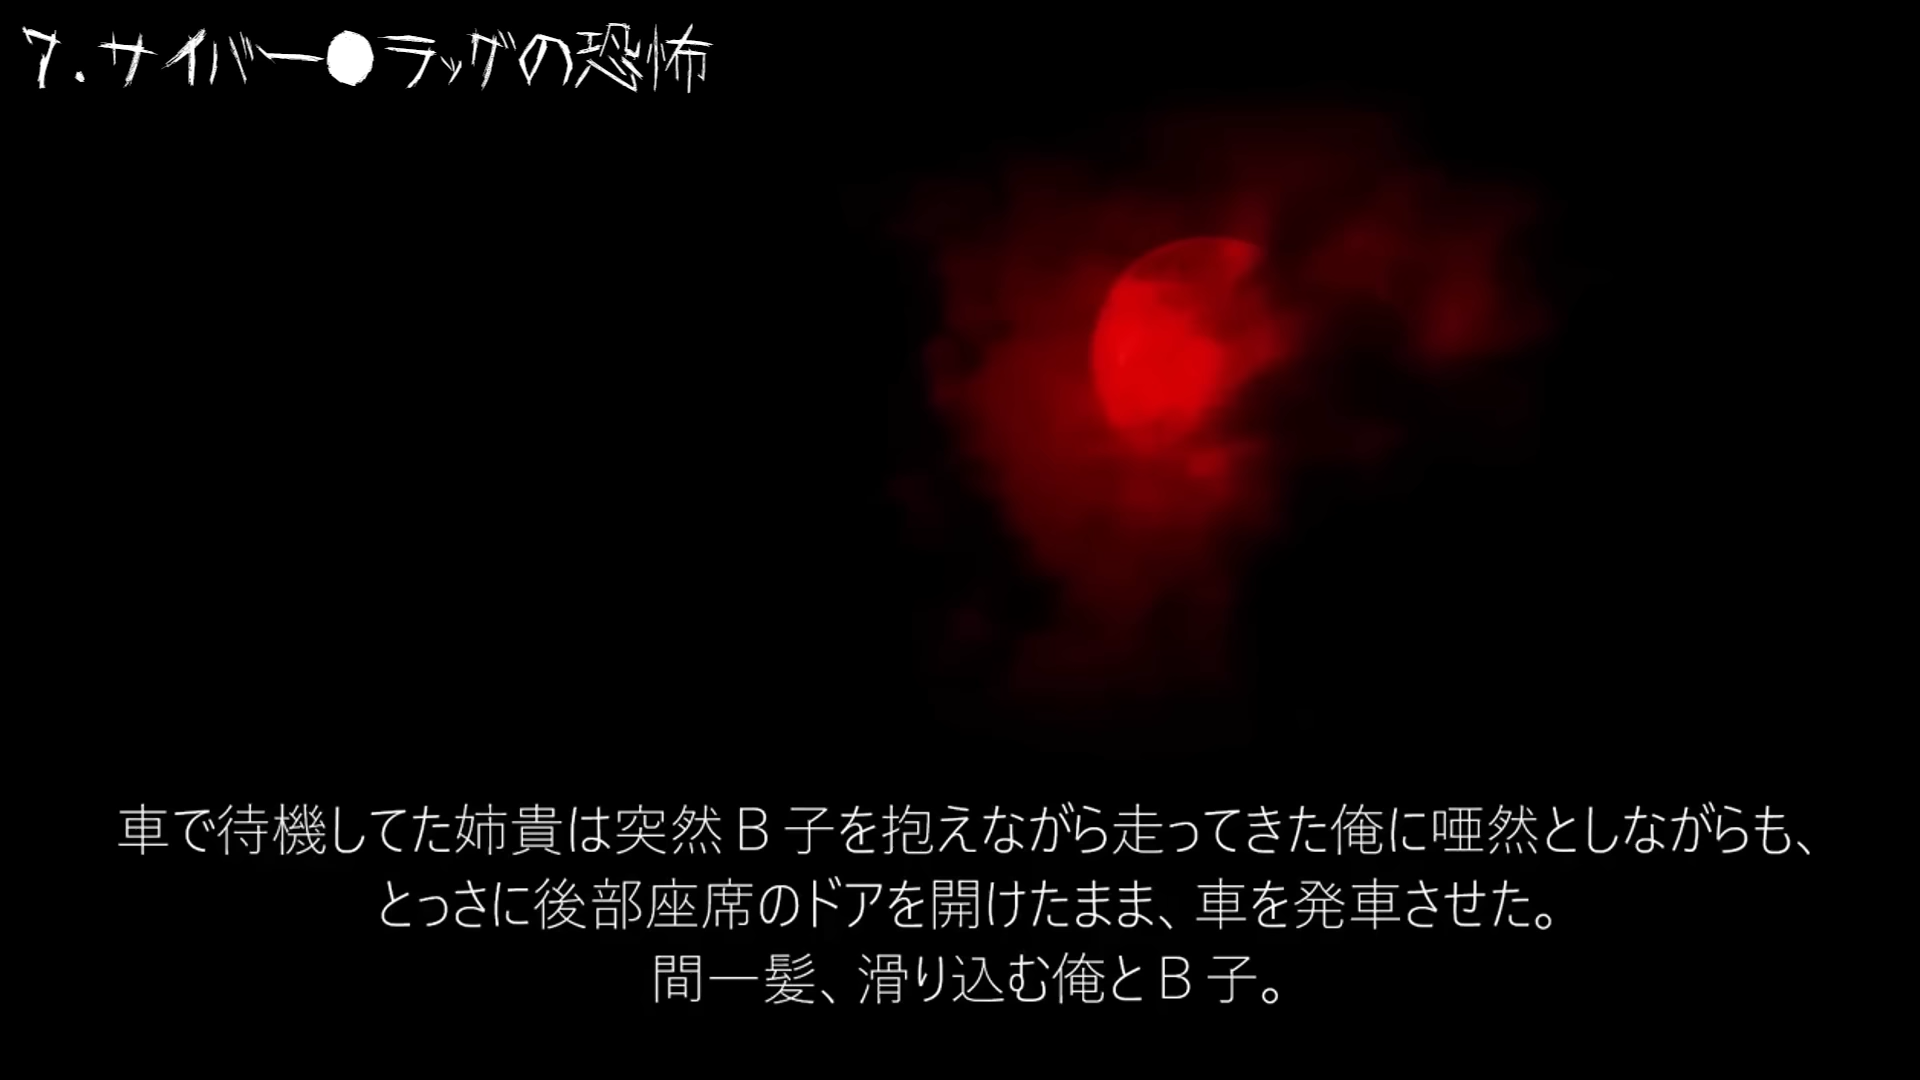 7.サイバー●ラッグの恐怖
車で待機してた姉貴は突然B子を抱えながら走ってきた俺に唖然としながらも、
とっさに後部座席のドアを開けたまま、車を発車させた。
間一髪、滑り込む俺とB子。